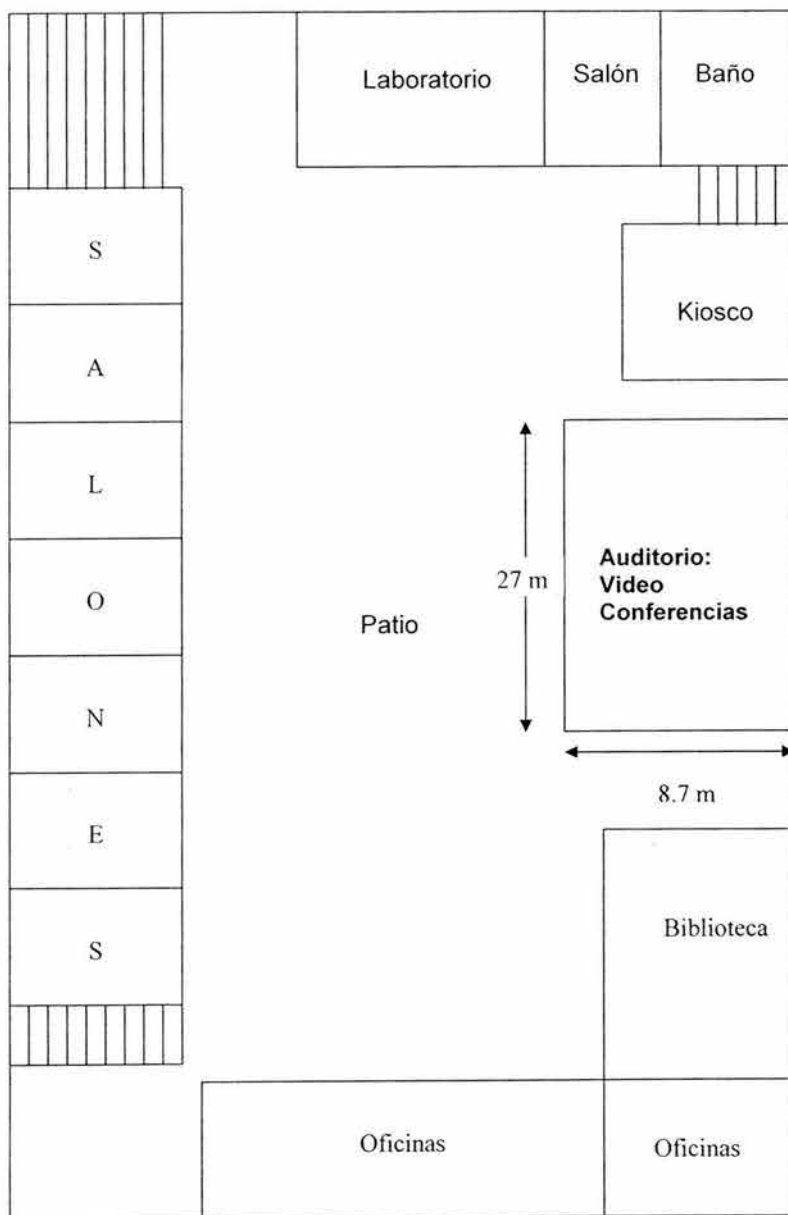 Laboratorio
Salón
Baño
S
Kiosco
A
L
Auditorio:
Video
Conferencias
27 m
O
Patio
N
8.7 m
E
Biblioteca
S
Oficinas
Oficinas